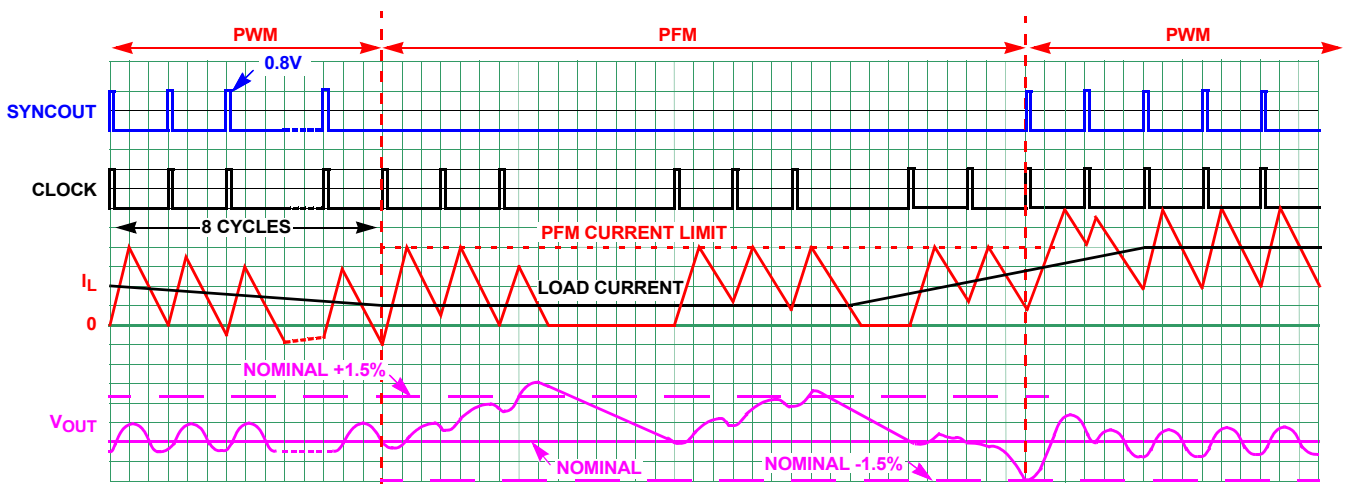 PWM
PFM
PWM
0.8V
SYNCOUT
CLOCK
8 CYCLES
PFM CURRENT LIMIT
IL
LOAD CURRENT
0
NOMINAL +1.5%
VOUT
NOMINAL
NOMINAL -1.5%